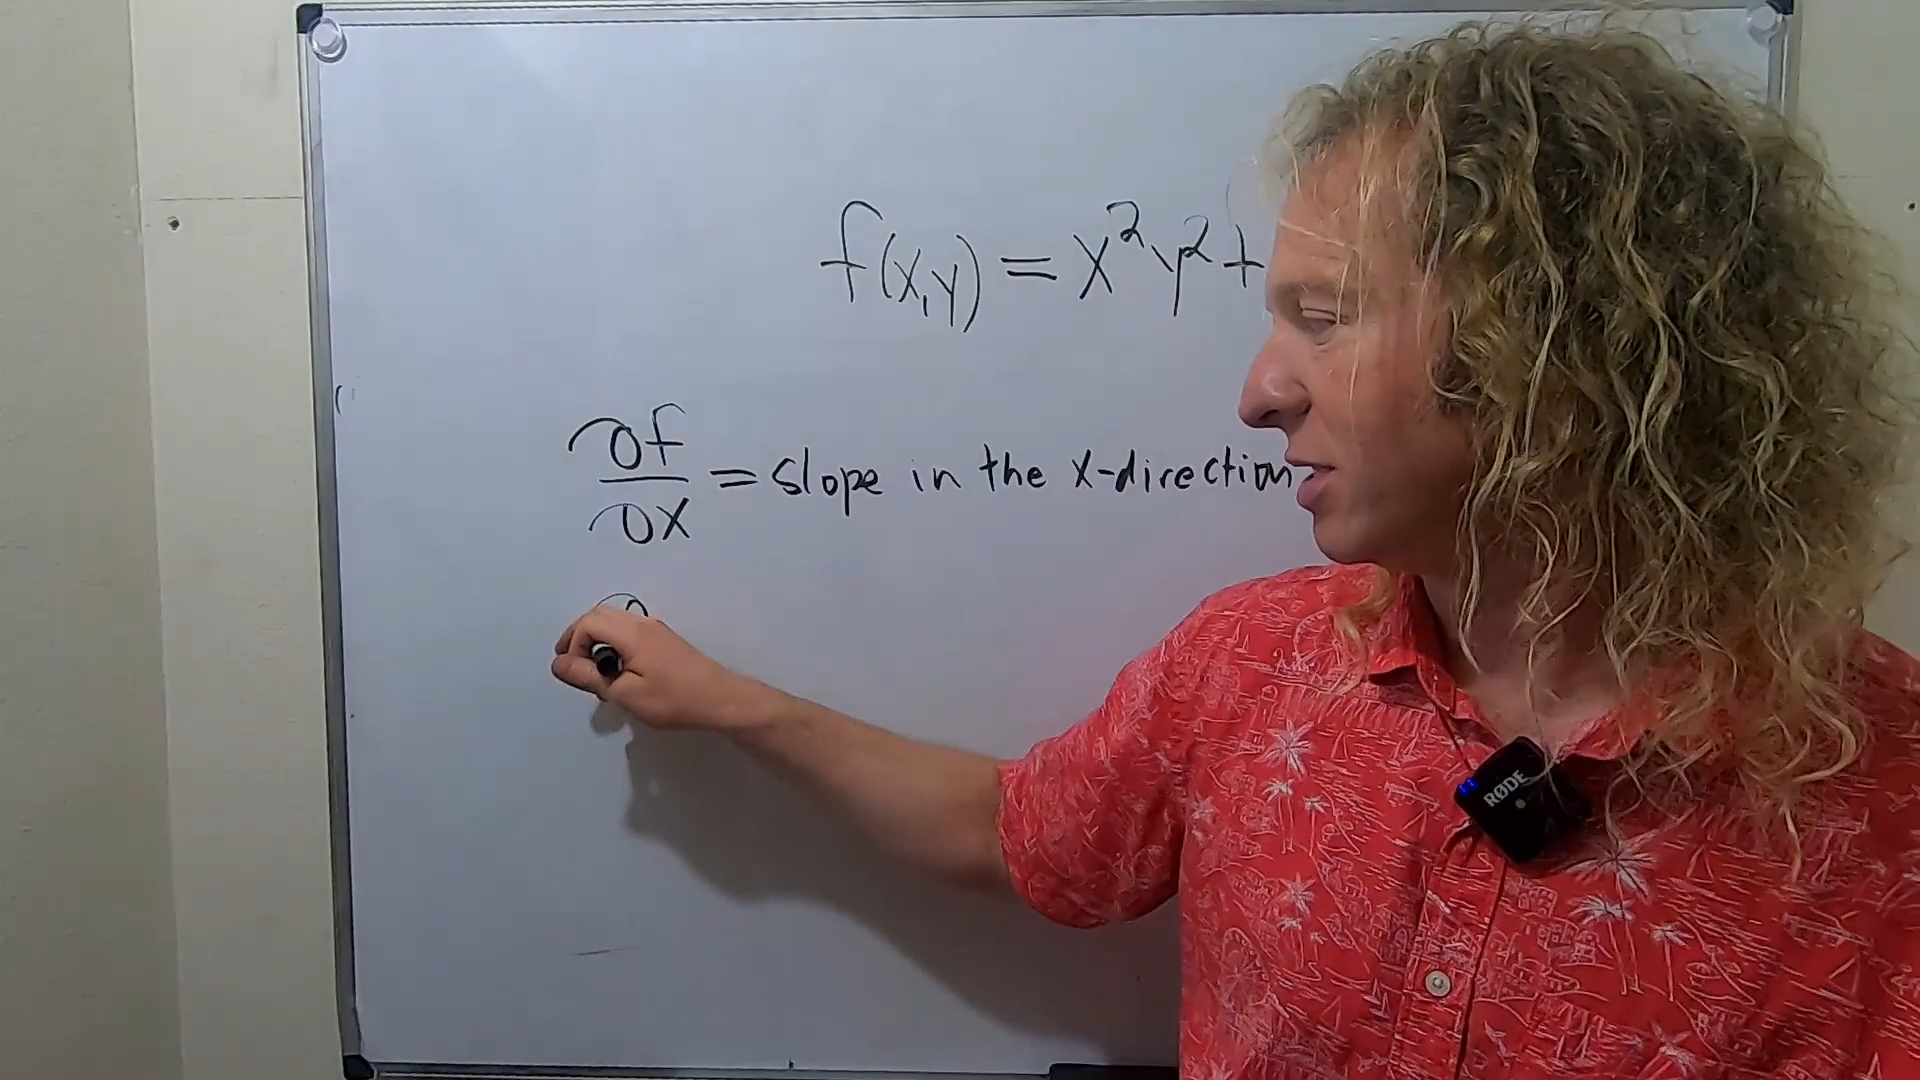 f(x,y) = x²y² +
∂f/∂x = slope in the x-direction
∂
RØDE